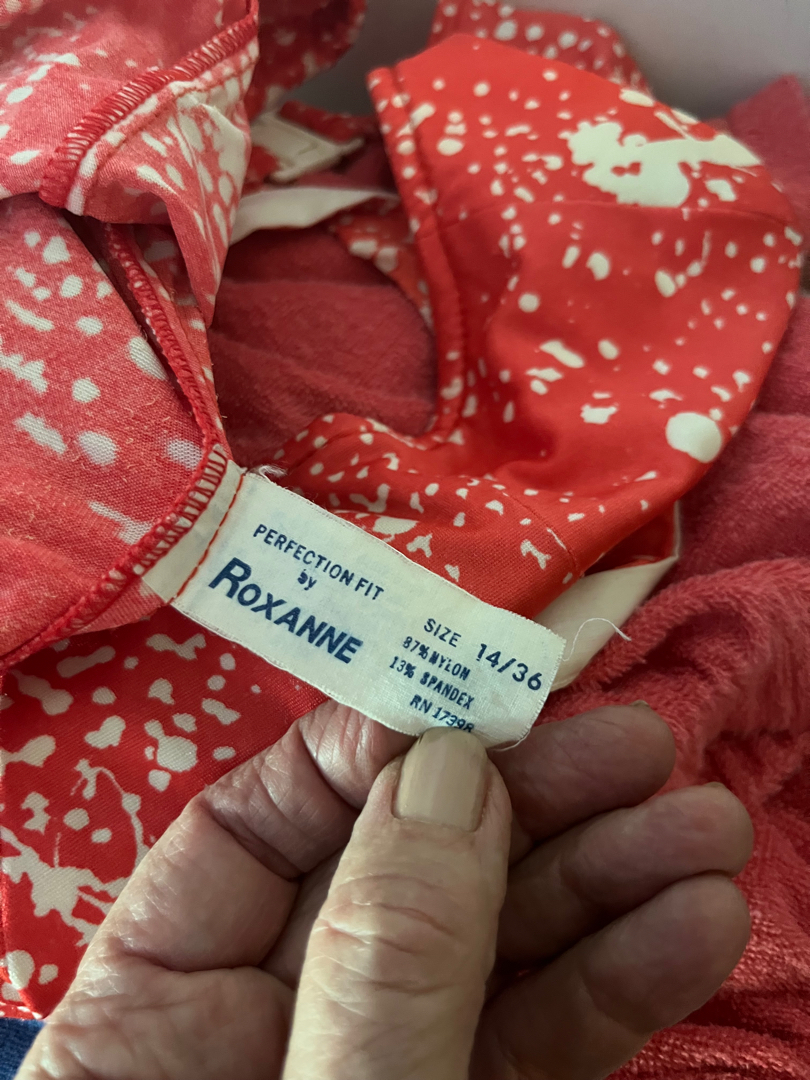 PERFECTION FIT
by
ROXANNE
SIZE 14/36
87% NYLON
13% SPANDEX
RN 17398